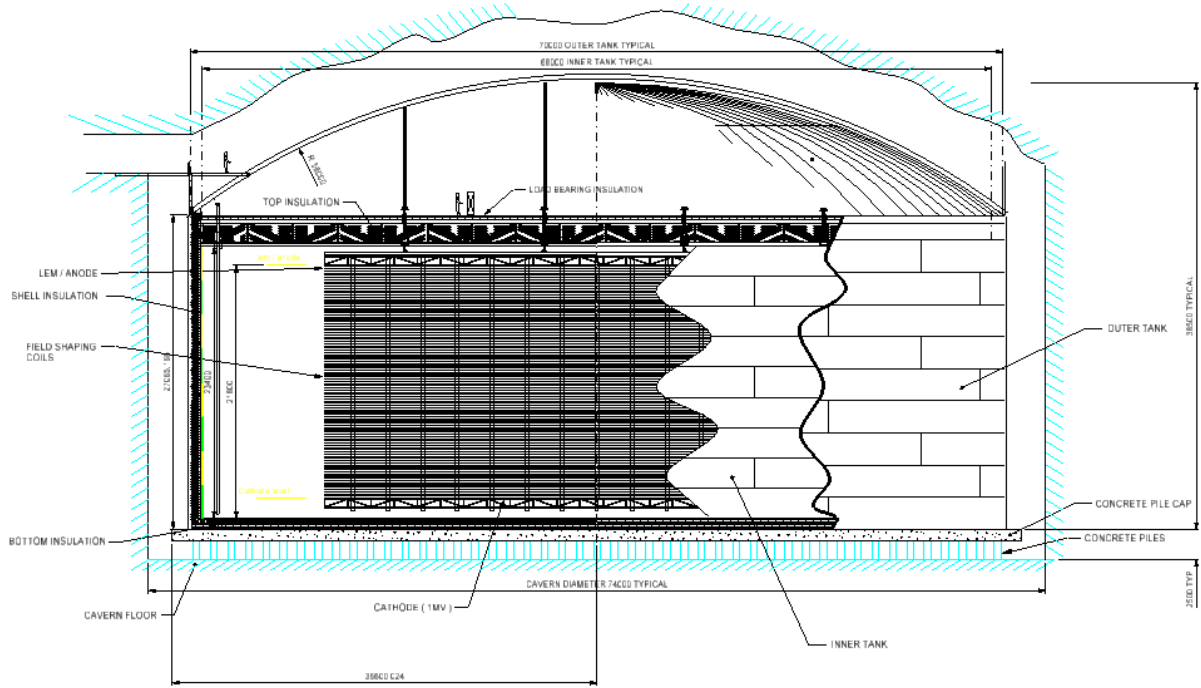 70000 OUTER TANK TYPICAL
68000 INNER TANK TYPICAL
LOAD BEARING INSULATION
TOP INSULATION
LEM / ANODE
SHELL INSULATION
FIELD SHAPING
COILS
23400
21800
38500 TYPICAL
OUTER TANK
CONCRETE PILE CAP
BOTTOM INSULATION
CONCRETE PILES
CAVERN DIAMETER 74000 TYPICAL
2500 TYP.
CAVERN FLOOR
CATHODE ( 1MV )
INNER TANK